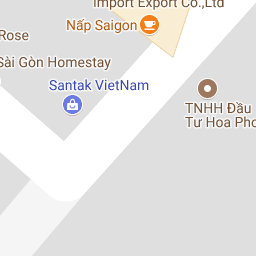 Import Export Co.,Ltd
Nấp Saigon
Rose
Sài Gòn Homestay
Santak VietNam
TNHH Đầu
Tư Hoa Pho